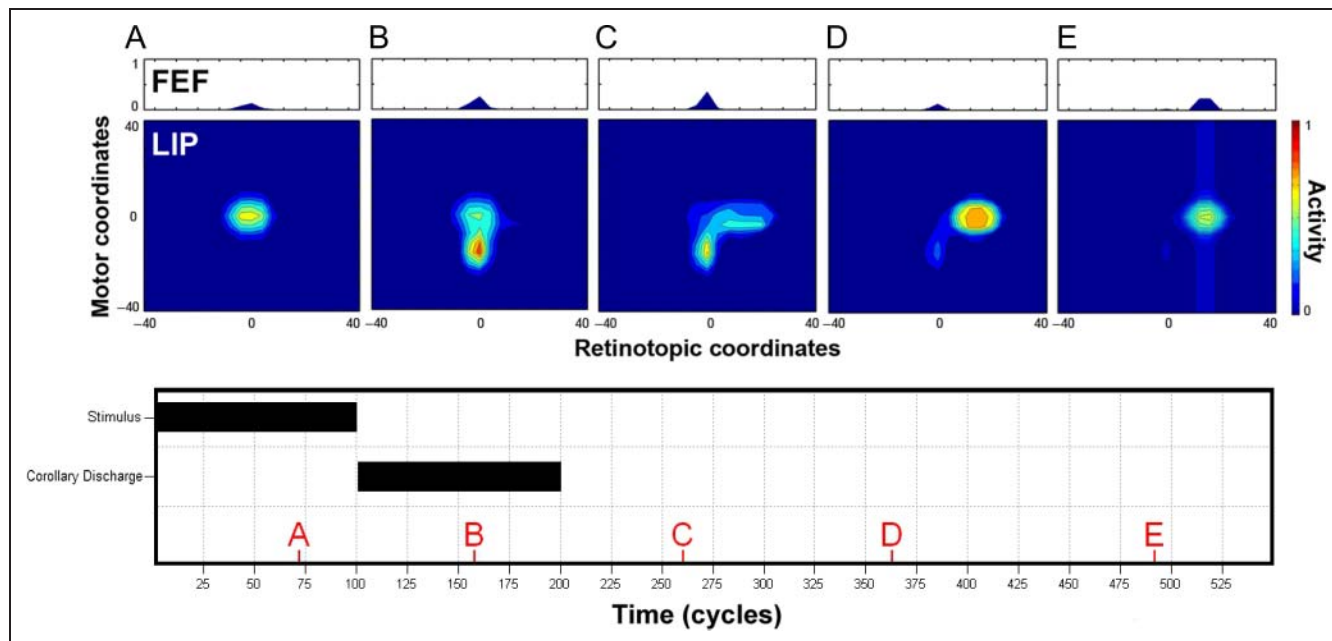 A B C D E
1
0
FEF
40
0
−40
LIP
Motor coordinates
−40 0 40 −40 0 40 −40 0 40 −40 0 40 −40 0 40
Retinotopic coordinates
1
0
Activity
Stimulus
Corollary Discharge
A B C D E
25 50 75 100 125 150 175 200 225 250 275 300 325 350 375 400 425 450 475 500 525
Time (cycles)